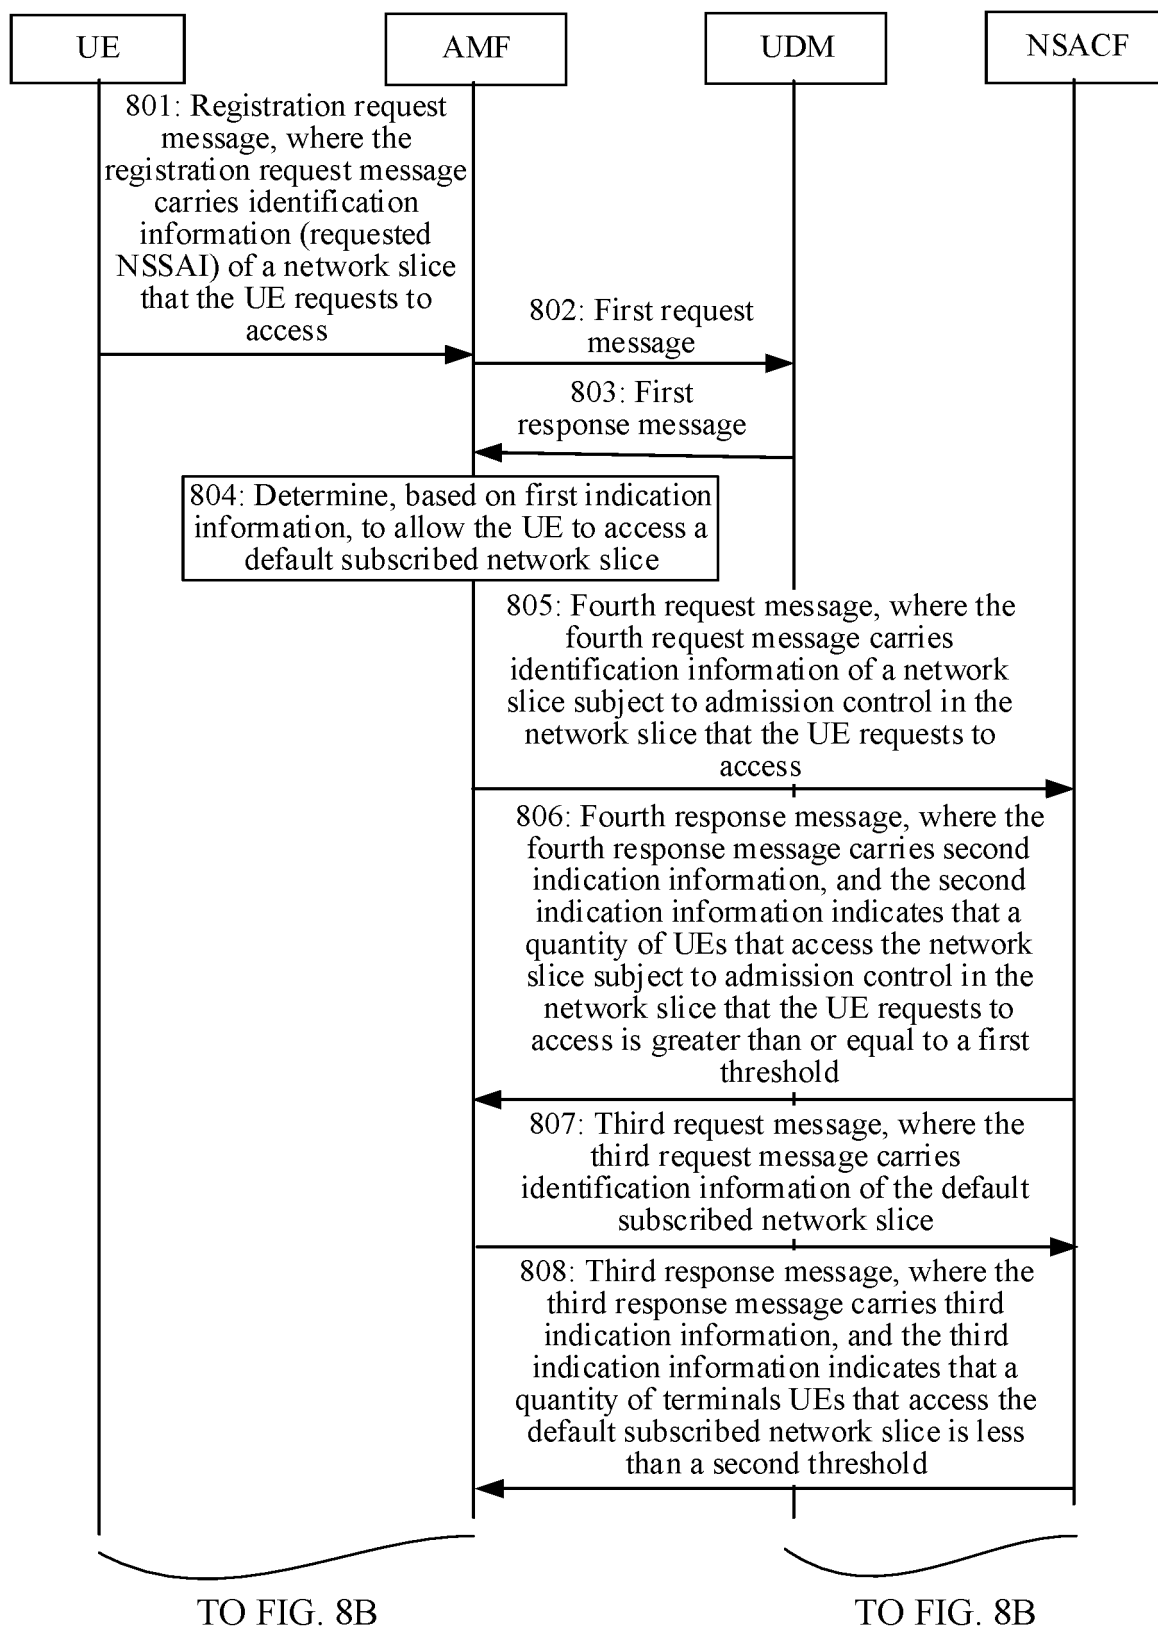 UE
AMF
UDM
NSACF
801: Registration request
message, where the
registration request message
carries identification
information (requested
NSSAI) of a network slice
that the UE requests to
access
802: First request
message
803: First
response message
804: Determine, based on first indication
information, to allow the UE to access a
default subscribed network slice
805: Fourth request message, where the
fourth request message carries
identification information of a network
slice subject to admission control in the
network slice that the UE requests to
access
806: Fourth response message, where the
fourth response message carries second
indication information, and the second
indication information indicates that a
quantity of UEs that access the network
slice subject to admission control in the
network slice that the UE requests to
access is greater than or equal to a first
threshold
807: Third request message, where the
third request message carries
identification information of the default
subscribed network slice
808: Third response message, where the
third response message carries third
indication information, and the third
indication information indicates that a
quantity of terminals UEs that access the
default subscribed network slice is less
than a second threshold
TO FIG. 8B
TO FIG. 8B